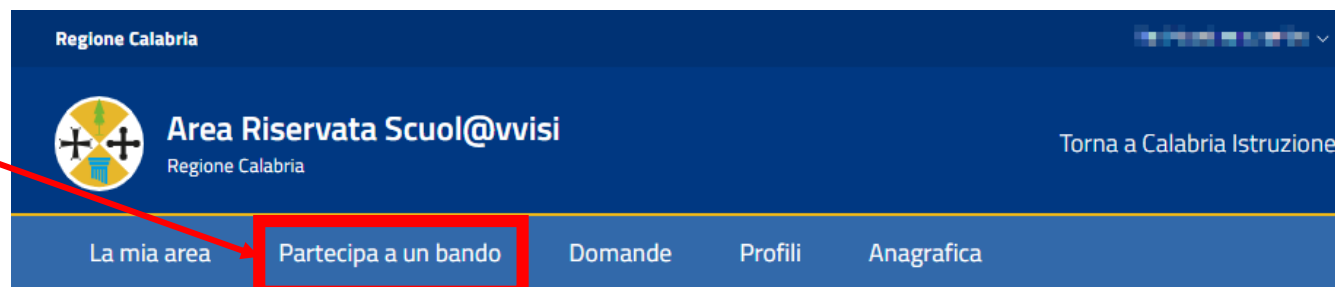 Regione Calabria
Area Riservata Scuol@vvisi
Regione Calabria
Torna a Calabria Istruzione
La mia area Partecipa a un bando Domande Profili Anagrafica